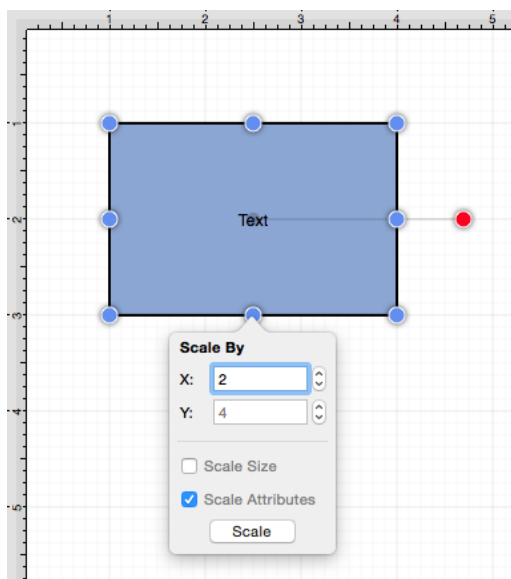 1 2 3 4 5
1
2
3
4
5
Text
Scale By
X: 2
Y: 4
Scale Size
Scale Attributes
Scale